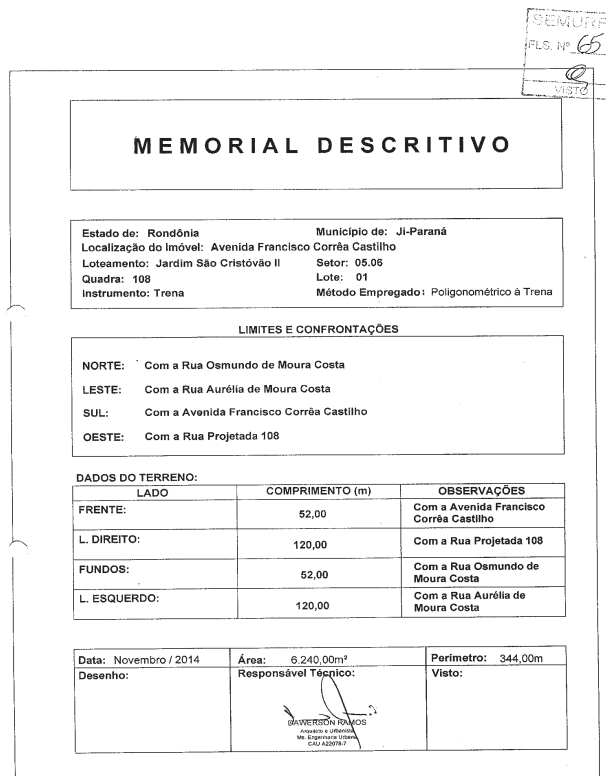 SEMURF
FLS. Nº 65
VISTO
MEMORIAL DESCRITIVO
Estado de: Rondônia Município de: Ji-Paraná
Localização do Imóvel: Avenida Francisco Corrêa Castilho
Loteamento: Jardim São Cristóvão II Setor: 05.06
Quadra: 108 Lote: 01
Instrumento: Trena Método Empregado: Poligonométrico à Trena
LIMITES E CONFRONTAÇÕES
NORTE: Com a Rua Osmundo de Moura Costa
LESTE: Com a Rua Aurélia de Moura Costa
SUL: Com a Avenida Francisco Corrêa Castilho
OESTE: Com a Rua Projetada 108
DADOS DO TERRENO:
LADO COMPRIMENTO (m) OBSERVAÇÕES
FRENTE: 52,00 Com a Avenida Francisco
Corrêa Castilho
L. DIREITO: 120,00 Com a Rua Projetada 108
FUNDOS: 52,00 Com a Rua Osmundo de
Moura Costa
L. ESQUERDO: 120,00 Com a Rua Aurélia de
Moura Costa
Data: Novembro / 2014 Área: 6.240,00m² Perímetro: 344,00m
Desenho: Responsável Técnico: Visto:
DAWERSON RAMOS
Arquiteto e Urbanista
Ms. Engenharia Urbana
CAU A22078-7